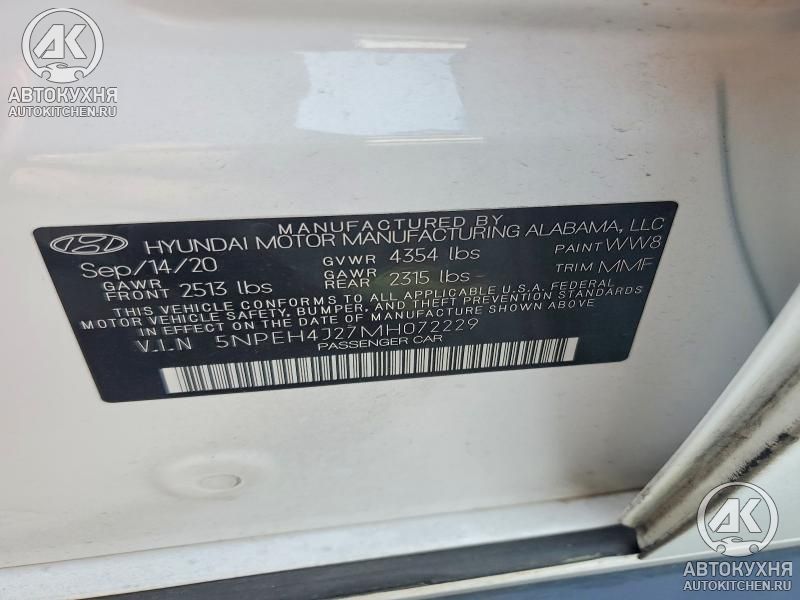 АК
АВТОКУХНЯ
AUTOKITCHEN.RU
MANUFACTURED BY
HYUNDAI MOTOR MANUFACTURING ALABAMA, LLC
Sep/14/20 GVWR 4354 lbs PAINT WW8
GAWR FRONT 2513 lbs GAWR REAR 2315 lbs TRIM MMF
THIS VEHICLE CONFORMS TO ALL APPLICABLE U.S.A. FEDERAL
MOTOR VEHICLE SAFETY, BUMPER, AND THEFT PREVENTION STANDARDS
IN EFFECT ON THE DATE OF MANUFACTURE SHOWN ABOVE
V.I.N 5NPEH4J27MH072229
PASSENGER CAR
АК
АВТОКУХНЯ
AUTOKITCHEN.RU